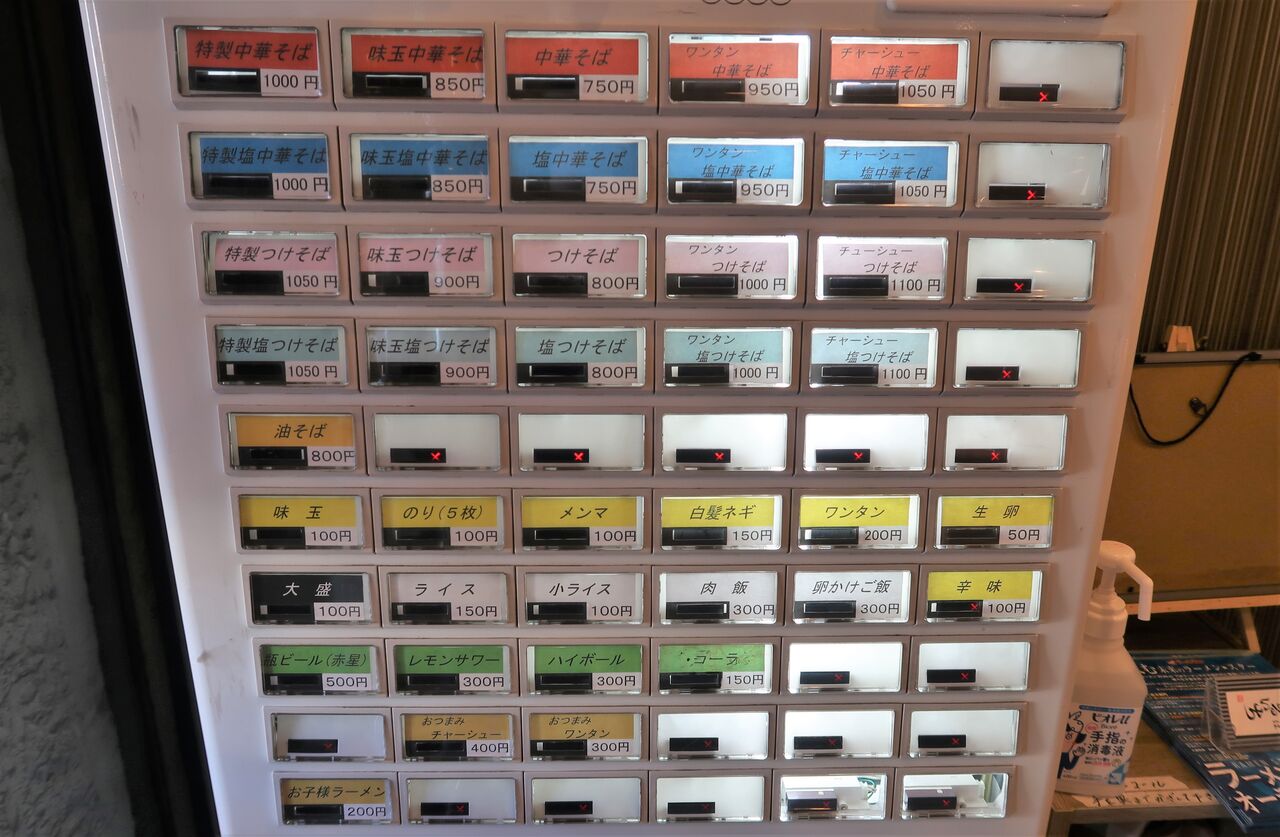 特製中華そば
1000円
味玉中華そば
850円
中華そば
750円
ワンタン
中華そば
950円
チャーシュー
中華そば
1050円
特製塩中華そば
1000円
味玉塩中華そば
850円
塩中華そば
750円
ワンタン
塩中華そば
950円
チャーシュー
塩中華そば
1050円
特製つけそば
1050円
味玉つけそば
900円
つけそば
800円
ワンタン
つけそば
1000円
チューシュー
つけそば
1100円
特製塩つけそば
1050円
味玉塩つけそば
900円
塩つけそば
800円
ワンタン
塩つけそば
1000円
チャーシュー
塩つけそば
1100円
油そば
800円
味玉
100円
のり(5枚)
100円
メンマ
100円
白髪ネギ
150円
ワンタン
200円
生卵
50円
大盛
100円
ライス
150円
小ライス
100円
肉飯
300円
卵かけご飯
300円
辛味
100円
瓶ビール(赤星)
500円
レモンサワー
300円
ハイボール
300円
・コーラ
150円
おつまみ
チャーシュー
400円
おつまみ
ワンタン
300円
お子様ラーメン
200円
ビオレu
手指の
消毒液
ラーメ
オー